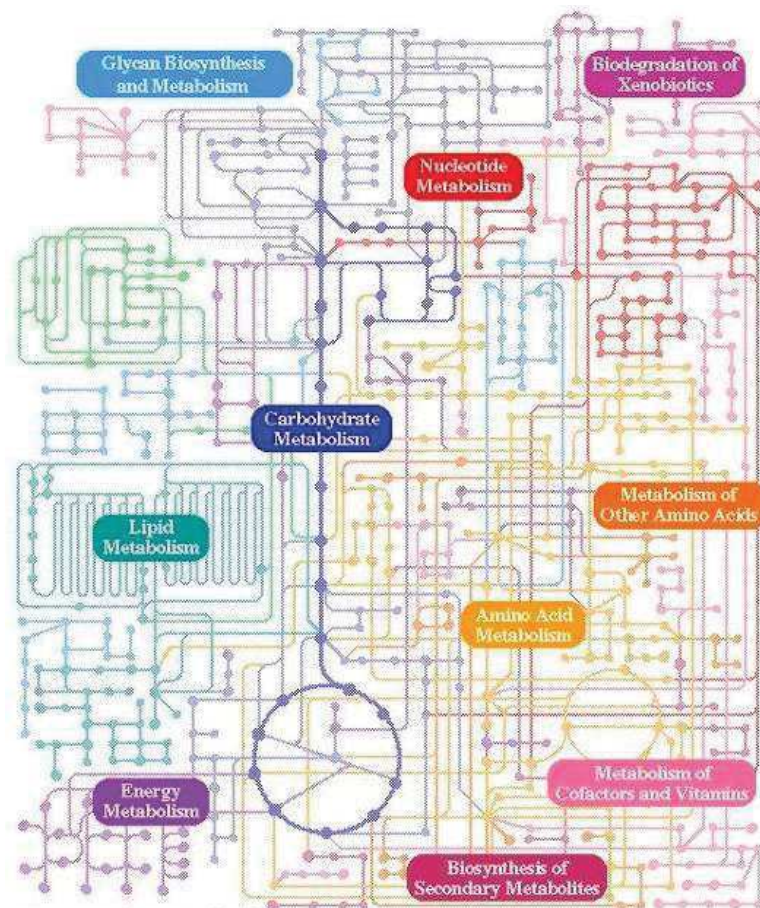 Glycan Biosynthesis
and Metabolism
Biodegradation of
Xenobiotics
Nucleotide
Metabolism
Carbohydrate
Metabolism
Metabolism of
Other Amino Acids
Lipid
Metabolism
Amino Acid
Metabolism
Metabolism of
Cofactors and Vitamins
Energy
Metabolism
Biosynthesis of
Secondary Metabolites